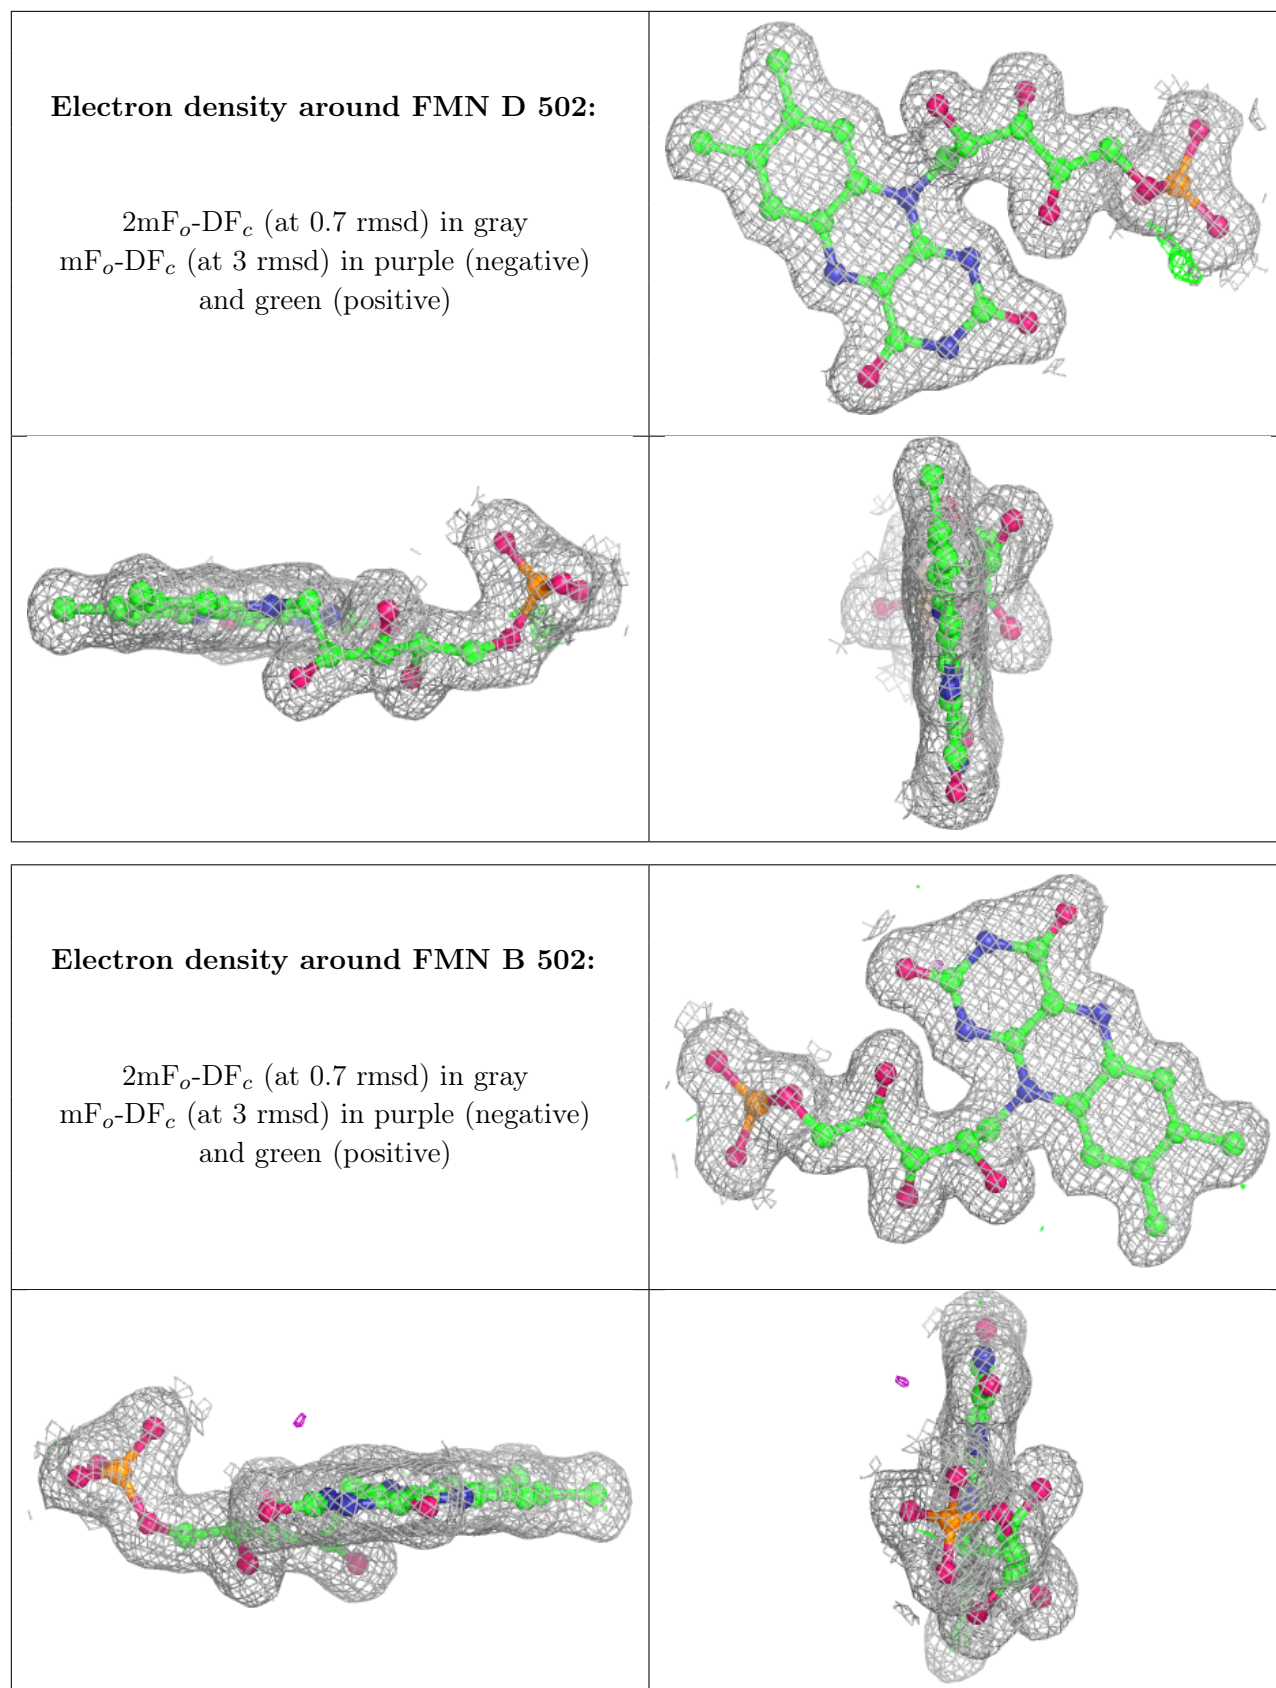 Electron density around FMN D 502:
2mFo-DFc (at 0.7 rmsd) in gray
mFo-DFc (at 3 rmsd) in purple (negative)
and green (positive)
Electron density around FMN B 502:
2mFo-DFc (at 0.7 rmsd) in gray
mFo-DFc (at 3 rmsd) in purple (negative)
and green (positive)